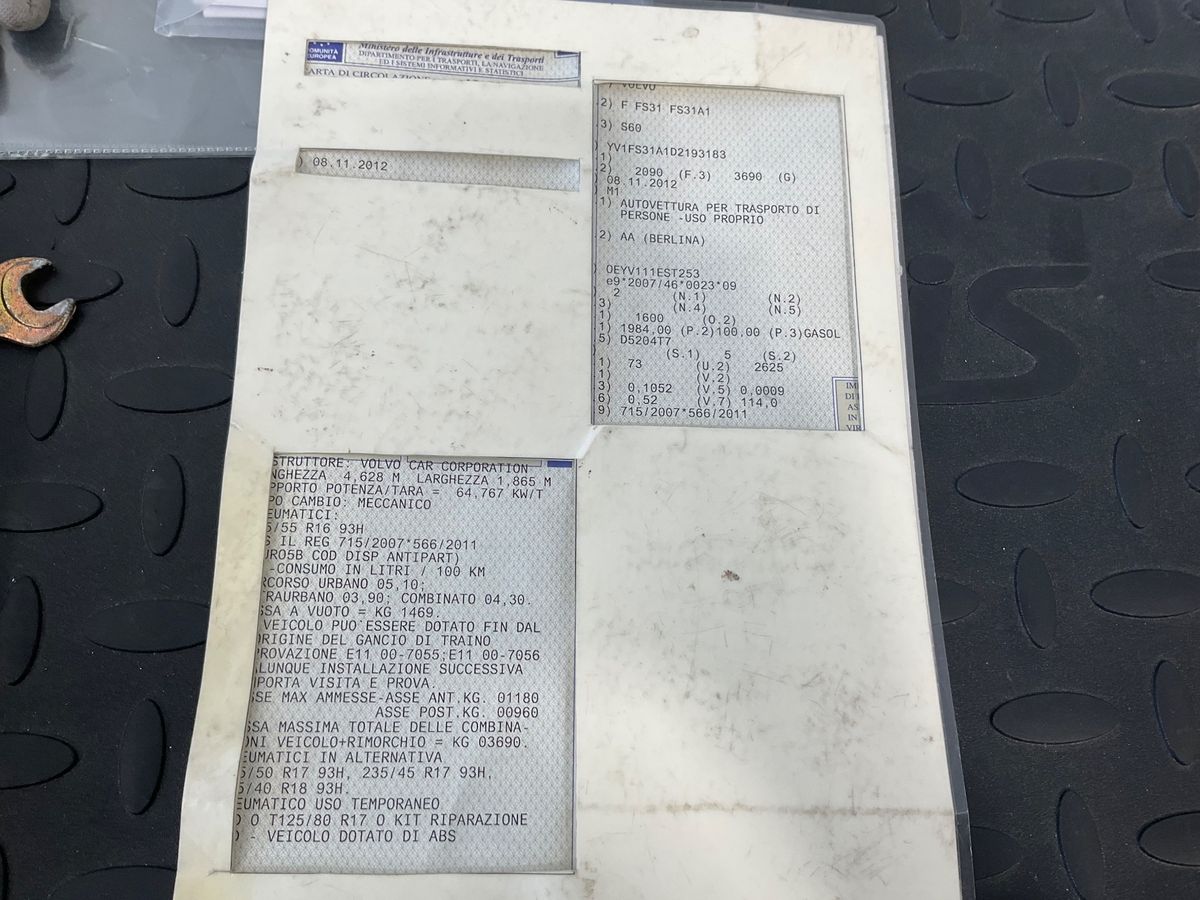 Ministero delle Infrastrutture e dei Trasporti
OMUNITÀ
EUROPEA
DIPARTIMENTO PER I TRASPORTI, LA NAVIGAZIONE
ED I SISTEMI INFORMATIVI E STATISTICI
ARTA DI CIRCOLAZIONE
) 08.11.2012
) VOLVO
2) F FS31 FS31A1
3) S60
YV1FS31A1D2193183
1)
2) 2090 (F.3) 3690 (G)
) 08.11.2012
) M1
1) AUTOVETTURA PER TRASPORTO DI
PERSONE -USO PROPRIO
2) AA (BERLINA)
) OEYV111EST253
e9*2007/46*0023*09
) 2 (N.1) (N.2)
3) (N.4) (N.5)
1) 1600 (O.2)
1) 1984,00 (P.2)100,00 (P.3)GASOL
5) D5204T7
) (S.1) 5 (S.2)
1) 73 (U.2) 2625
1) (V.2)
3) 0,1052 (V.5) 0,0009
6) 0,52 (V.7) 114,0
9) 715/2007*566/2011
STRUTTORE: VOLVO CAR CORPORATION
NGHEZZA 4,628 M LARGHEZZA 1,865 M
PPORTO POTENZA/TARA = 64,767 KW/T
PO CAMBIO: MECCANICO
EUMATICI:
5/55 R16 93H
S IL REG 715/2007*566/2011
URO5B COD DISP ANTIPART)
-CONSUMO IN LITRI / 100 KM
RCORSO URBANO 05,10;
TRAURBANO 03,90; COMBINATO 04,30.
SSA A VUOTO = KG 1469.
VEICOLO PUO'ESSERE DOTATO FIN DAL
ORIGINE DEL GANCIO DI TRAINO
PROVAZIONE E11 00-7055;E11 00-7056
ALUNQUE INSTALLAZIONE SUCCESSIVA
MPORTA VISITA E PROVA.
SSE MAX AMMESSE-ASSE ANT.KG. 01180
ASSE POST.KG. 00960
SSA MASSIMA TOTALE DELLE COMBINA-
ONI VEICOLO+RIMORCHIO = KG 03690.
EUMATICI IN ALTERNATIVA
5/50 R17 93H, 235/45 R17 93H,
5/40 R18 93H.
EUMATICO USO TEMPORANEO
O O T125/80 R17 O KIT RIPARAZIONE
) - VEICOLO DOTATO DI ABS